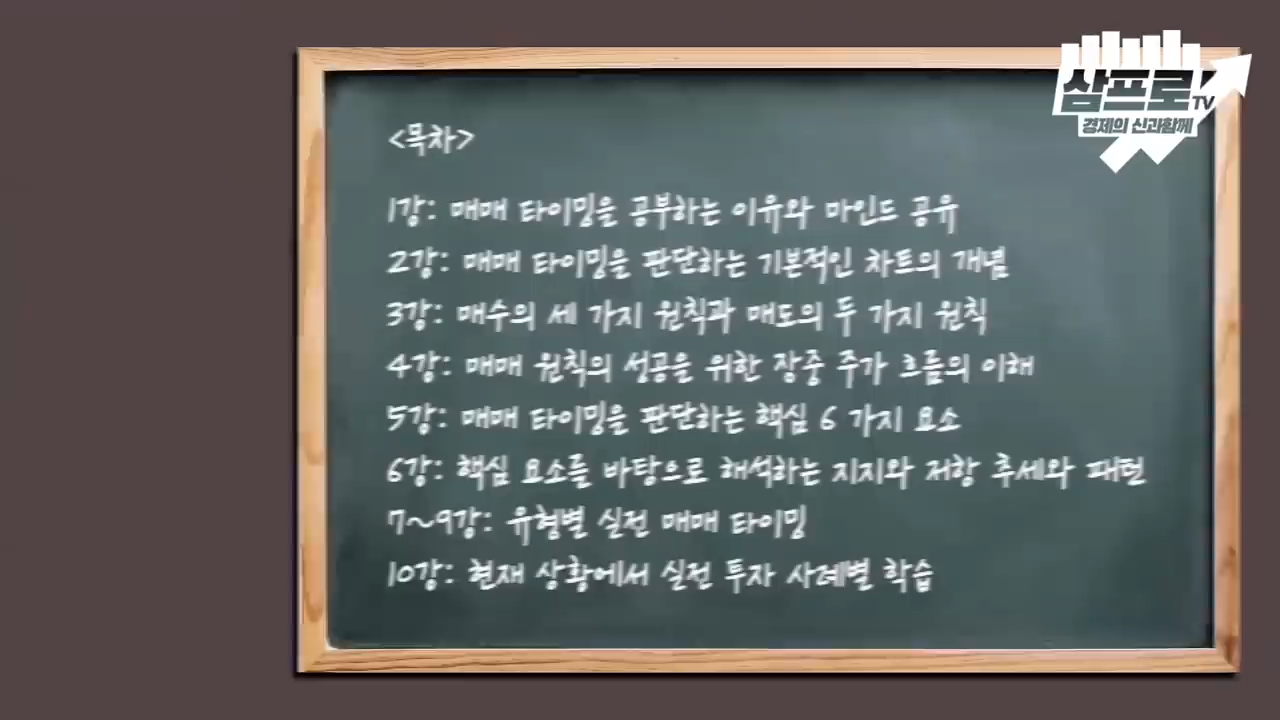 삼프로TV
경제의 신과함께
<목차>
1강: 매매 타이밍을 공부하는 이유와 마인드 공유
2강: 매매 타이밍을 판단하는 기본적인 차트의 개념
3강: 매수의 세 가지 원칙과 매도의 두 가지 원칙
4강: 매매 원칙의 성공을 위한 장중 주가 흐름의 이해
5강: 매매 타이밍을 판단하는 핵심 6 가지 요소
6강: 핵심 요소를 바탕으로 해석하는 지지와 저항 추세와 패턴
7~9강: 유형별 실전 매매 타이밍
10강: 현재 상황에서 실전 투자 사례별 학습